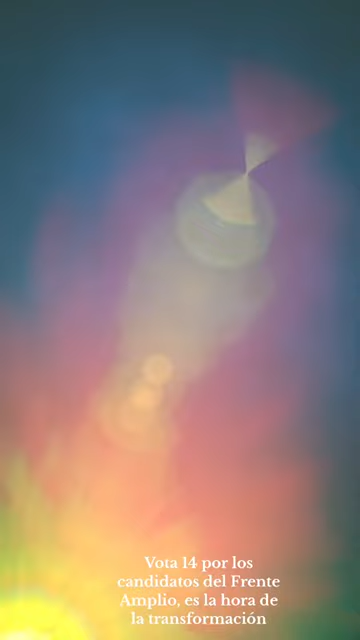 Vota 14 por los
candidatos del Frente
Amplio, es la hora de
la transformación